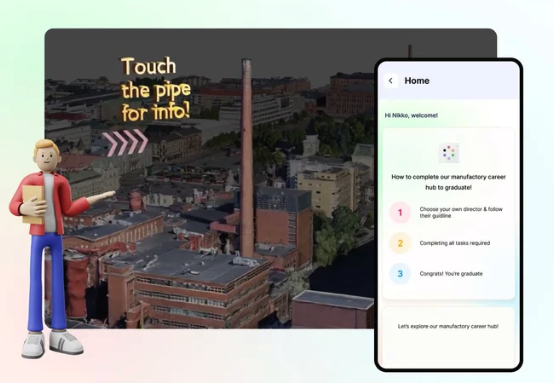 Touch
the pipe
for info!
Home
Hi Nikko, welcome!
How to complete our manufactory career
hub to graduate!
1
Choose your own director & follow
their guidline
2
Completing all tasks required
3
Congrats! You're graduate
Let's explore our manufactory career hub!